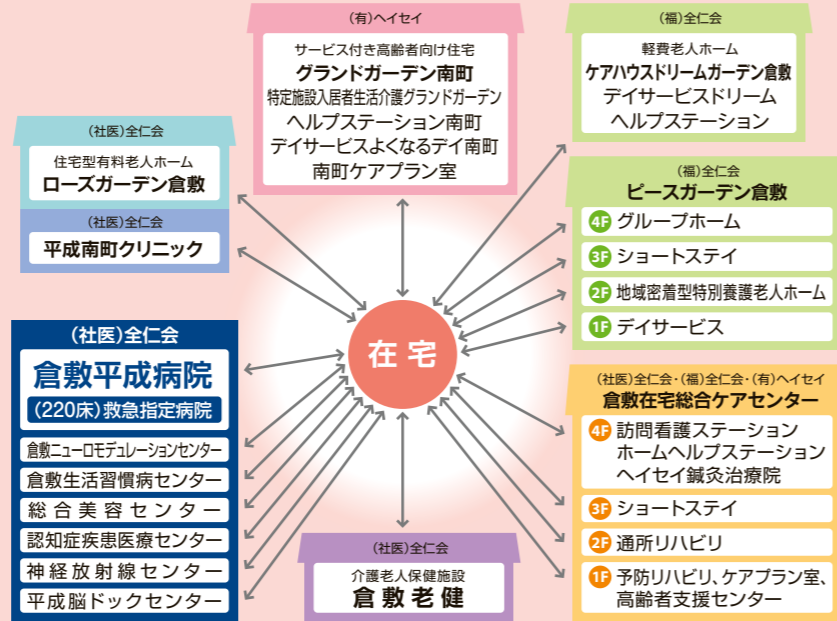 (有)ヘイセイ
サービス付き高齢者向け住宅
グランドガーデン南町
特定施設入居者生活介護グランドガーデン
ヘルプステーション南町
デイサービスよくなるデイ南町
南町ケアプラン室
(福)全仁会
軽費老人ホーム
ケアハウスドリームガーデン倉敷
デイサービスドリーム
ヘルプステーション
(社医)全仁会
住宅型有料老人ホーム
ローズガーデン倉敷
(社医)全仁会
平成南町クリニック
(福)全仁会
ピースガーデン倉敷
4F グループホーム
3F ショートステイ
2F 地域密着型特別養護老人ホーム
1F デイサービス
在宅
(社医)全仁会
倉敷平成病院
(220床)救急指定病院
倉敷ニューロモデュレーションセンター
倉敷生活習慣病センター
総合美容センター
認知症疾患医療センター
神経放射線センター
平成脳ドックセンター
(社医)全仁会
介護老人保健施設
倉敷老健
(社医)全仁会・(福)全仁会・(有)ヘイセイ
倉敷在宅総合ケアセンター
4F 訪問看護ステーション
ホームヘルプステーション
ヘイセイ鍼灸治療院
3F ショートステイ
2F 通所リハビリ
1F 予防リハビリ、ケアプラン室、
高齢者支援センター